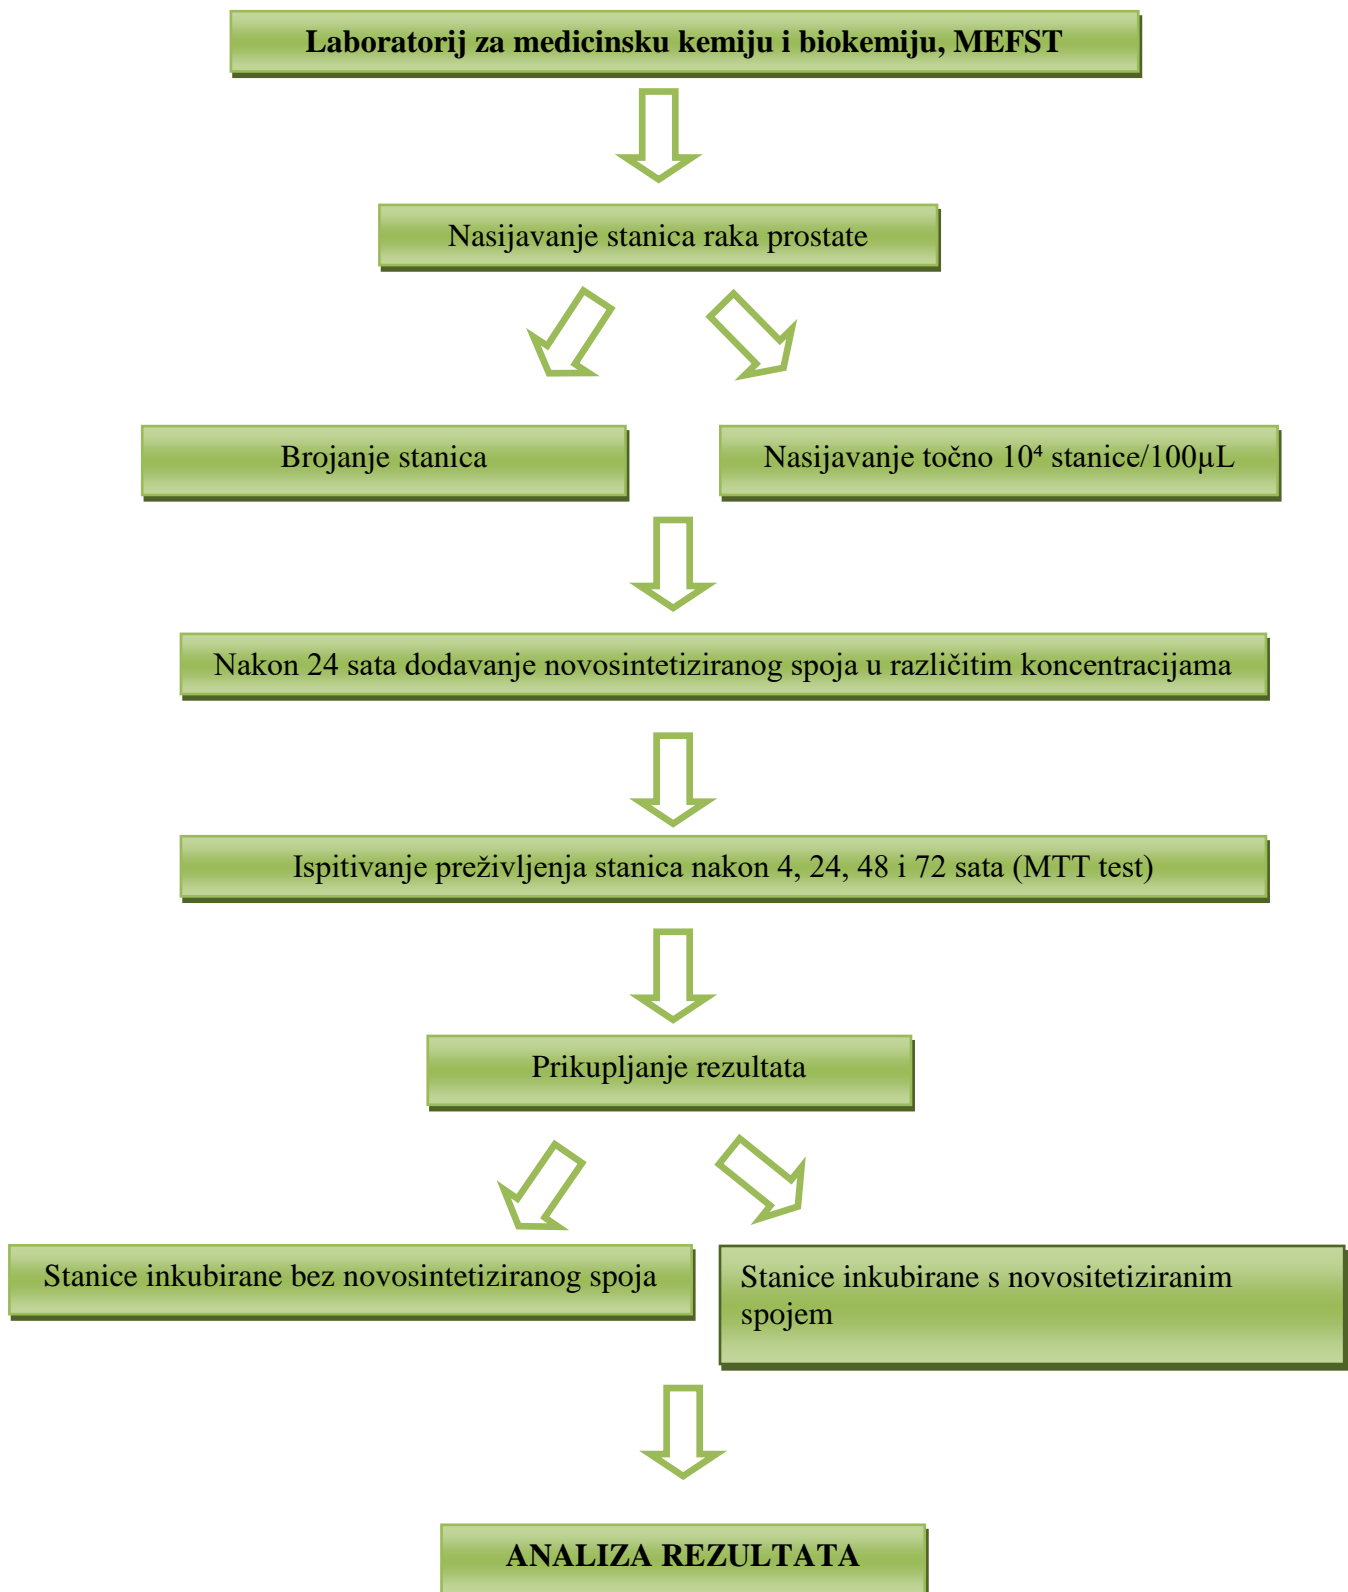 Laboratorij za medicinsku kemiju i biokemiju, MEFST
Nasijavanje stanica raka prostate
Brojanje stanica
Nasijavanje točno 10⁴ stanice/100µL
Nakon 24 sata dodavanje novosintetiziranog spoja u različitim koncentracijama
Ispitivanje preživljenja stanica nakon 4, 24, 48 i 72 sata (MTT test)
Prikupljanje rezultata
Stanice inkubirane bez novosintetiziranog spoja
Stanice inkubirane s novositetiziranim
spojem
ANALIZA REZULTATA